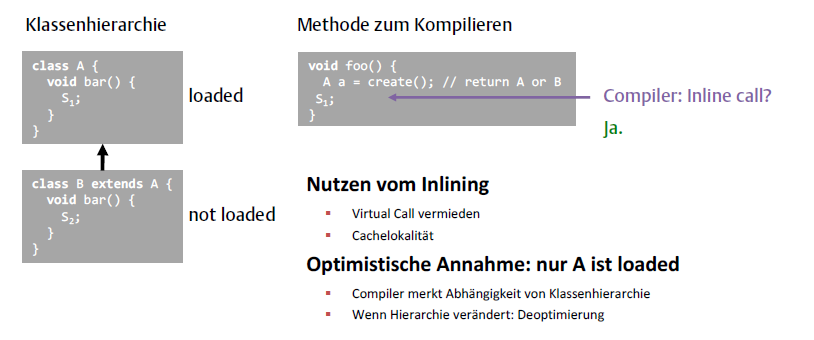 Klassenhierarchie
class A {
void bar() {
S₁;
}
}
loaded
class B extends A {
void bar() {
S₂;
}
}
not loaded
Methode zum Kompilieren
void foo() {
A a = create(); // return A or B
S₁;
}
Compiler: Inline call?
Ja.
Nutzen vom Inlining
▪ Virtual Call vermieden
▪ Cachelokalität
Optimistische Annahme: nur A ist loaded
▪ Compiler merkt Abhängigkeit von Klassenhierarchie
▪ Wenn Hierarchie verändert: Deoptimierung